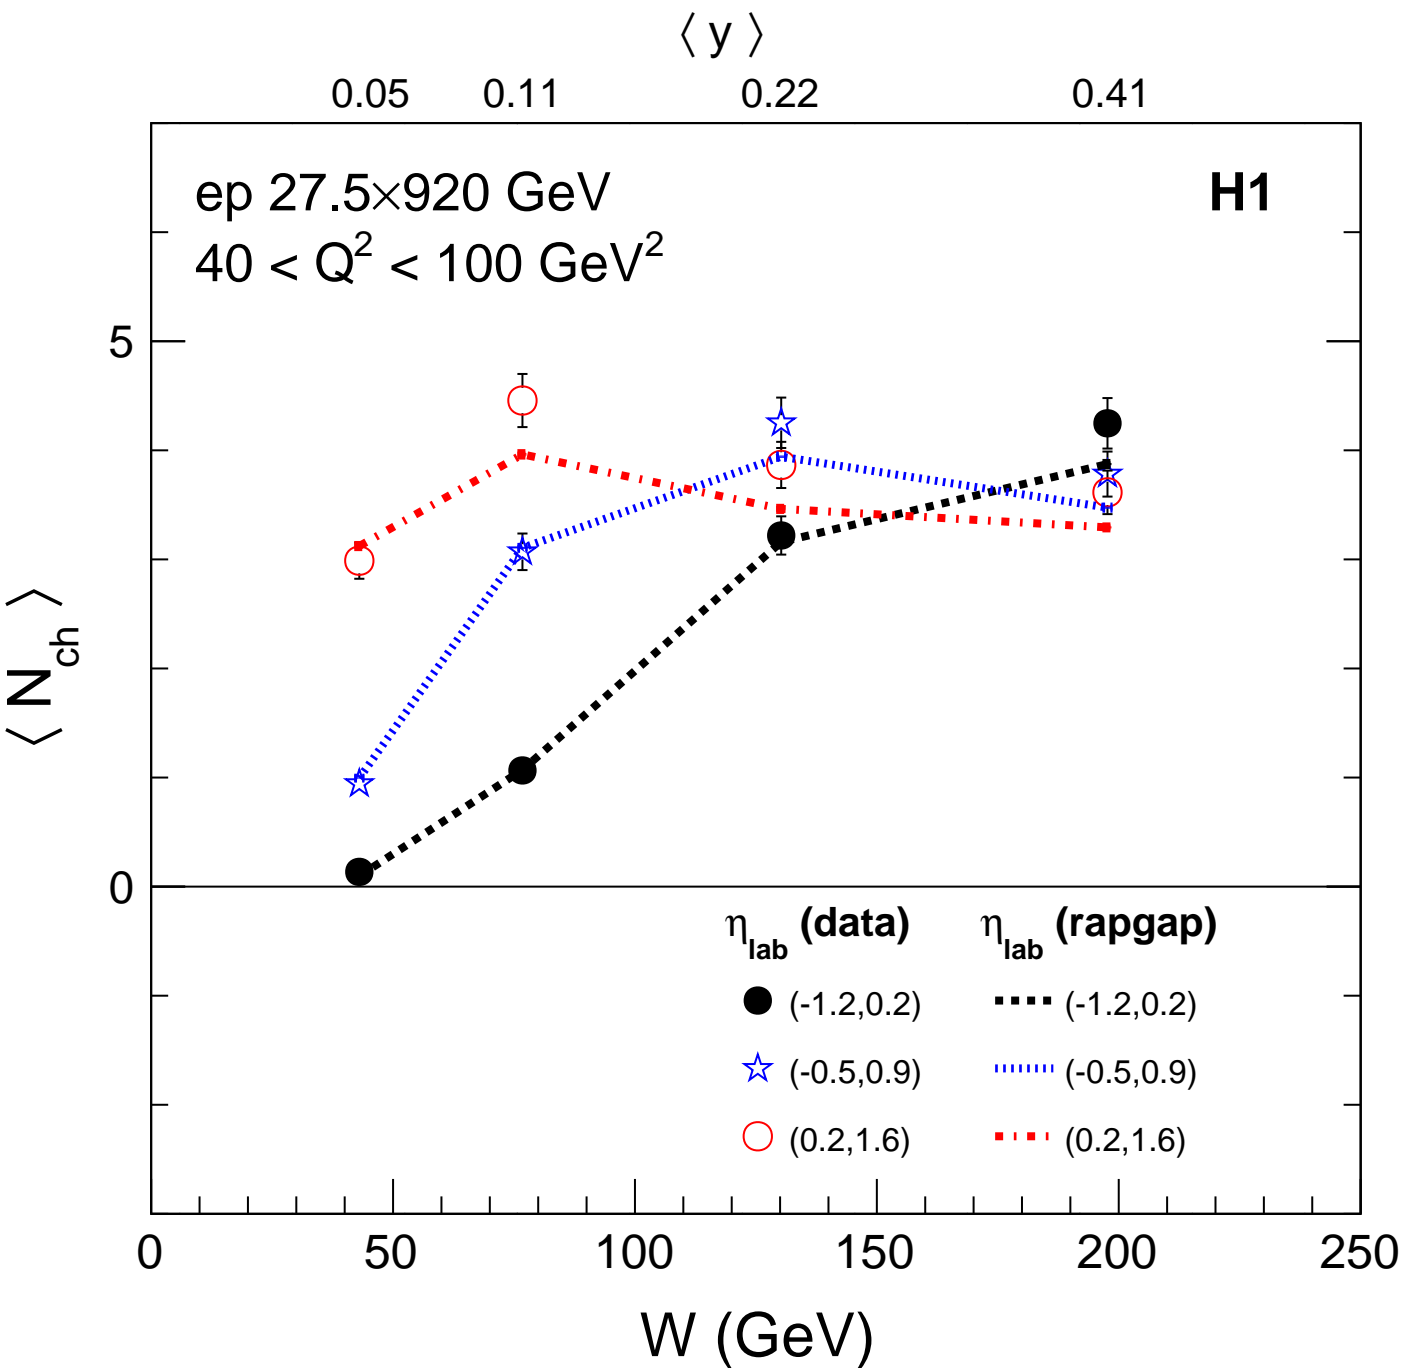 ⟨ y ⟩
0.05 0.11 0.22 0.41
ep 27.5×920 GeV H1
40 < Q² < 100 GeV²
5
0
⟨ N_ch ⟩
η_lab (data) η_lab (rapgap)
(-1.2,0.2) (-1.2,0.2)
(-0.5,0.9) (-0.5,0.9)
(0.2,1.6) (0.2,1.6)
0 50 100 150 200 250
W (GeV)